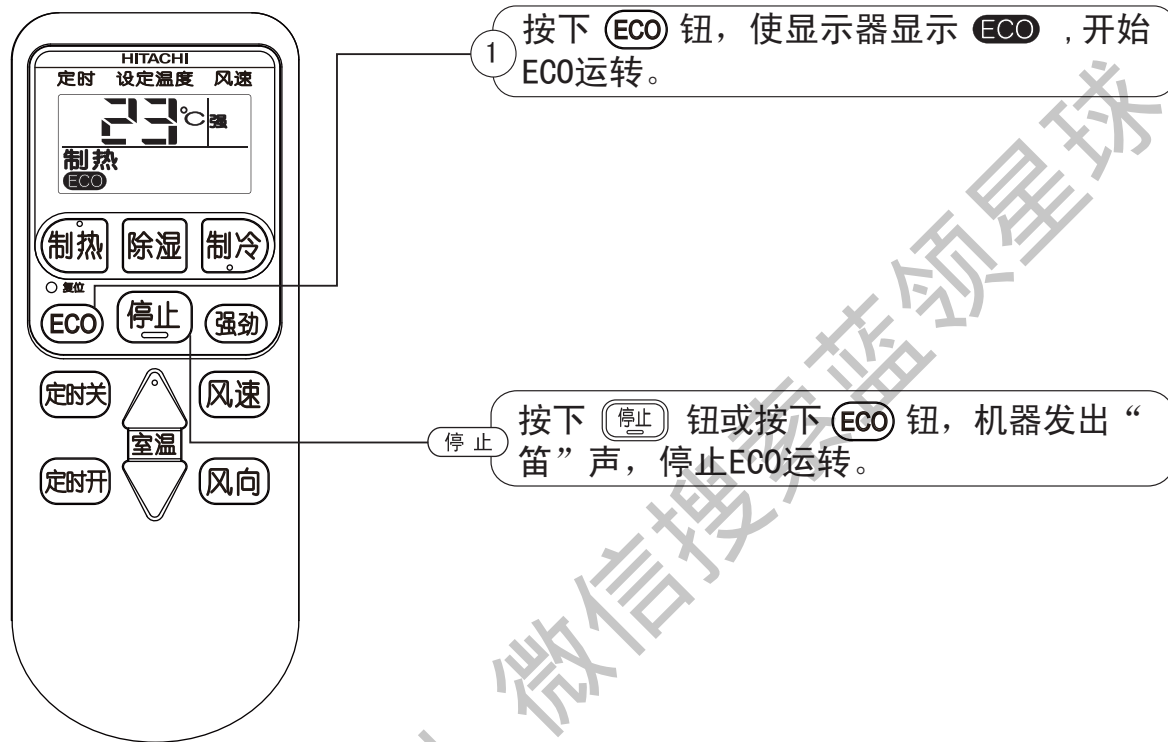 HITACHI
定时 设定温度 风速
23℃ 强
制热
ECO
制热 除湿 制冷
复位
ECO 停止 强劲
定时关 风速
室温
定时开 风向
1
按下 ECO 钮，使显示器显示 ECO ，开始
ECO运转。
停止
按下 停止 钮或按下 ECO 钮，机器发出“
笛”声，停止ECO运转。
微信搜索蓝领星球